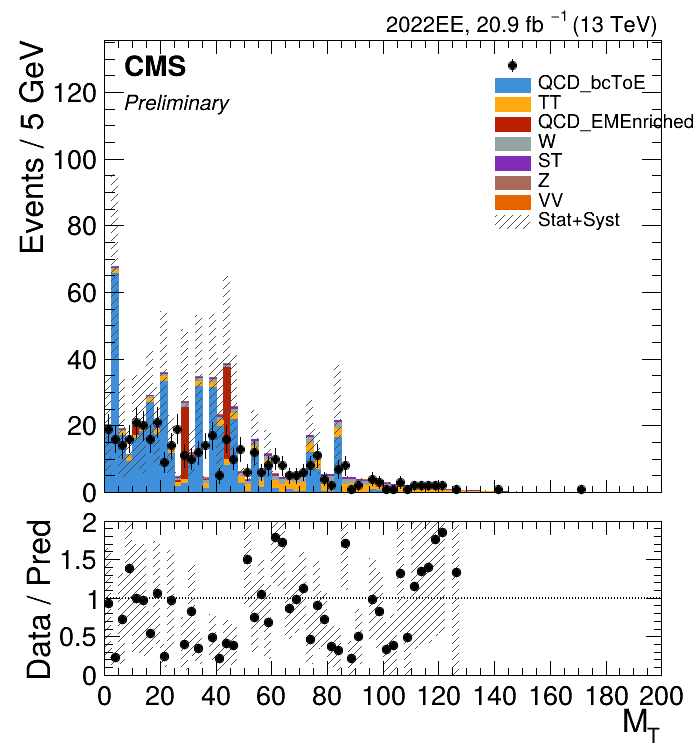 2022EE, 20.9 fb⁻¹ (13 TeV)
CMS
Preliminary
QCD_bcToE
TT
QCD_EMEnriched
W
ST
Z
VV
Stat+Syst
Events / 5 GeV
120
100
80
60
40
20
0
Data / Pred
2
1.5
1
0.5
0
0 20 40 60 80 100 120 140 160 180 200
M_T